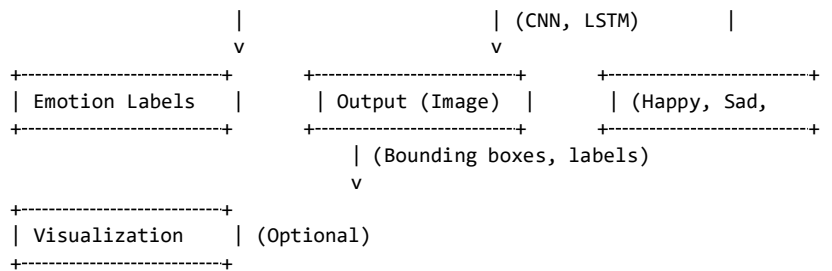 |                    | (CNN, LSTM)        |
v                    v
+---------------------------+ +---------------------------+ +---------------------------+
| Emotion Labels | | Output (Image) | | (Happy, Sad,
+---------------------------+ +---------------------------+ +---------------------------+
| (Bounding boxes, labels)
v
+---------------------------+
| Visualization | (Optional)
+---------------------------+